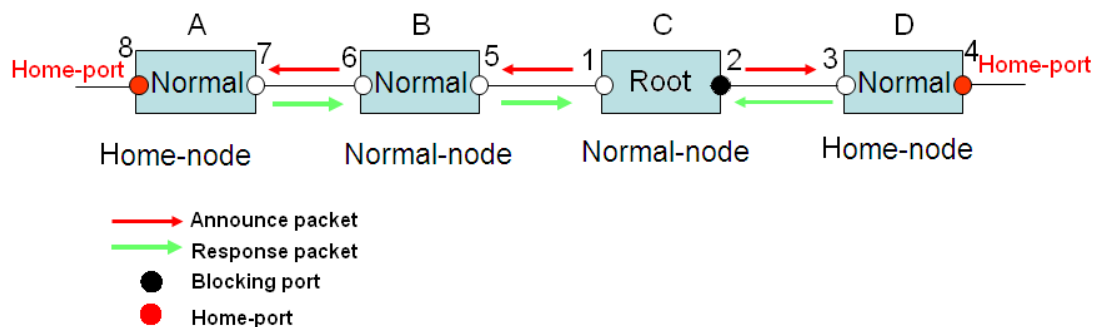 A B C D
8 7 6 5 1 2 3 4
Home-port Normal Normal Root Normal Home-port
Home-node Normal-node Normal-node Home-node
Announce packet
Response packet
Blocking port
Home-port